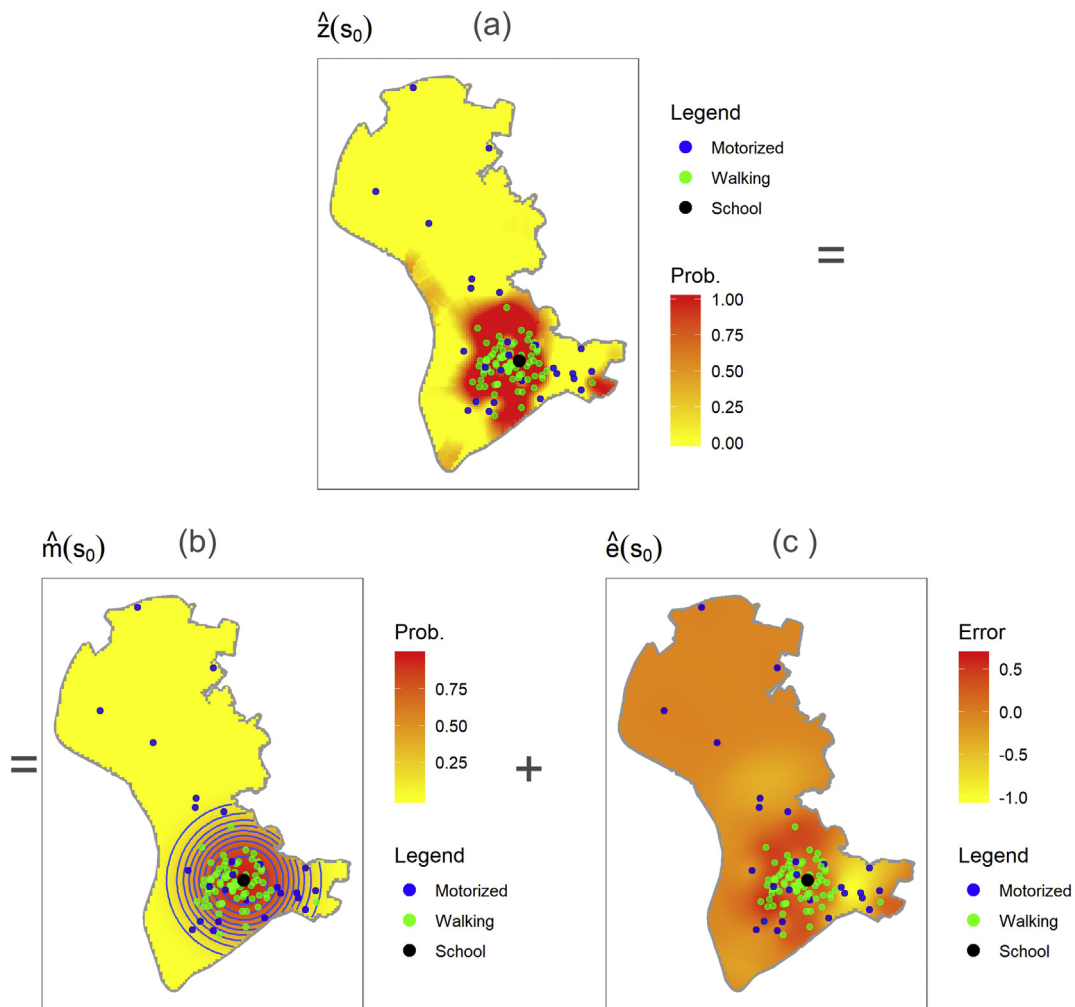 ẑ(s₀) (a)
Legend
Motorized
Walking
School
=
Prob.
1.00
0.75
0.50
0.25
0.00
m̂(s₀) (b)
ê(s₀) (c )
=
Prob.
0.75
0.50
0.25
Legend
Motorized
Walking
School
+
Error
0.5
0.0
-0.5
-1.0
Legend
Motorized
Walking
School